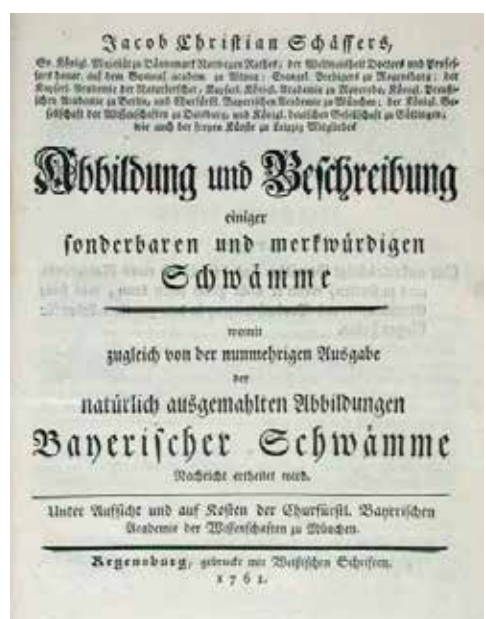 Jacob Christian Schäffers,
Sr. Königl. Majestät zu Dännemark Norwegen Rathes; der Weltweisheit Doctors und Profes-
sors honor. auf dem Gymnas. academ. zu Altona; Evangel. Predigers zu Regensburg; der
Kayserl. Academie der Naturforscher, Kayserl. Königl. Academie zu Roveredo, Königl. Preußi-
schen Academie zu Berlin, und Churfürstl. Bayerischen Academie zu München; der Königl. Ge-
sellschaft der Wissenschaften zu Duisburg, und Königl. deutschen Gesellschaft zu Göttingen;
wie auch der freyen Künste zu Leipzig Mitgliedes
Abbildung und Beschreibung
einiger
sonderbaren und merkwürdigen
Schwämme
womit
zugleich von der nunmehrigen Ausgabe
der
natürlich ausgemahlten Abbildungen
Bayerischer Schwämme
Nachricht ertheilet wird.
Unter Aufsicht und auf Kosten der Churfürstl. Bayerischen
Academie der Wissenschaften zu München.
Regensburg, gedruckt mit Weißischen Schriften,
1761.